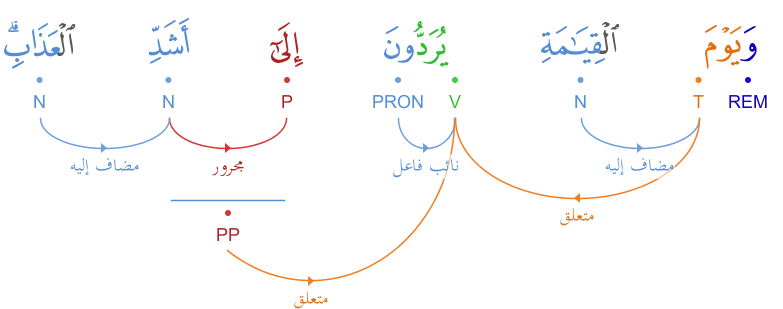 وَيَوْمَ ٱلْقِيَـٰمَةِ يُرَدُّونَ إِلَىٰٓ أَشَدِّ ٱلْعَذَابِ ۗ
REM T N V PRON P N N
مضاف إليه نائب فاعل مجرور مضاف إليه
متعلق
PP
متعلق